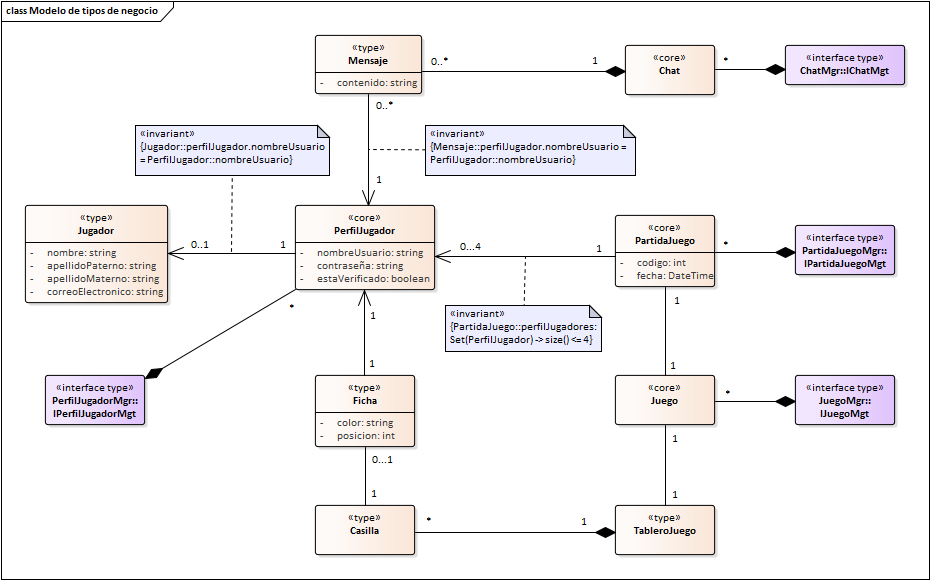 class Modelo de tipos de negocio
«type»
Mensaje
- contenido: string
0..*
1
«core»
Chat
*
«interface type»
ChatMgr::IChatMgt
0..*
1
«invariant»
{Jugador::perfilJugador.nombreUsuario
= PerfilJugador::nombreUsuario}
«invariant»
{Mensaje::perfilJugador.nombreUsuario =
PerfilJugador::nombreUsuario}
«type»
Jugador
- nombre: string
- apellidoPaterno: string
- apellidoMaterno: string
- correoElectronico: string
0..1
1
«core»
PerfilJugador
- nombreUsuario: string
- contraseña: string
- estaVerificado: boolean
0...4
1
«core»
PartidaJuego
- codigo: int
- fecha: DateTime
*
«interface type»
PartidaJuegoMgr::
IPartidaJuegoMgt
*
1
1
«invariant»
{PartidaJuego::perfilJugadores:
Set(PerfilJugador) -> size() <= 4}
1
1
«interface type»
PerfilJugadorMgr::
IPerfilJugadorMgt
«type»
Ficha
- color: string
- posicion: int
«core»
Juego
*
«interface type»
JuegoMgr::
IJuegoMgt
0...1
1
1
1
«type»
Casilla
*
1
«type»
TableroJuego